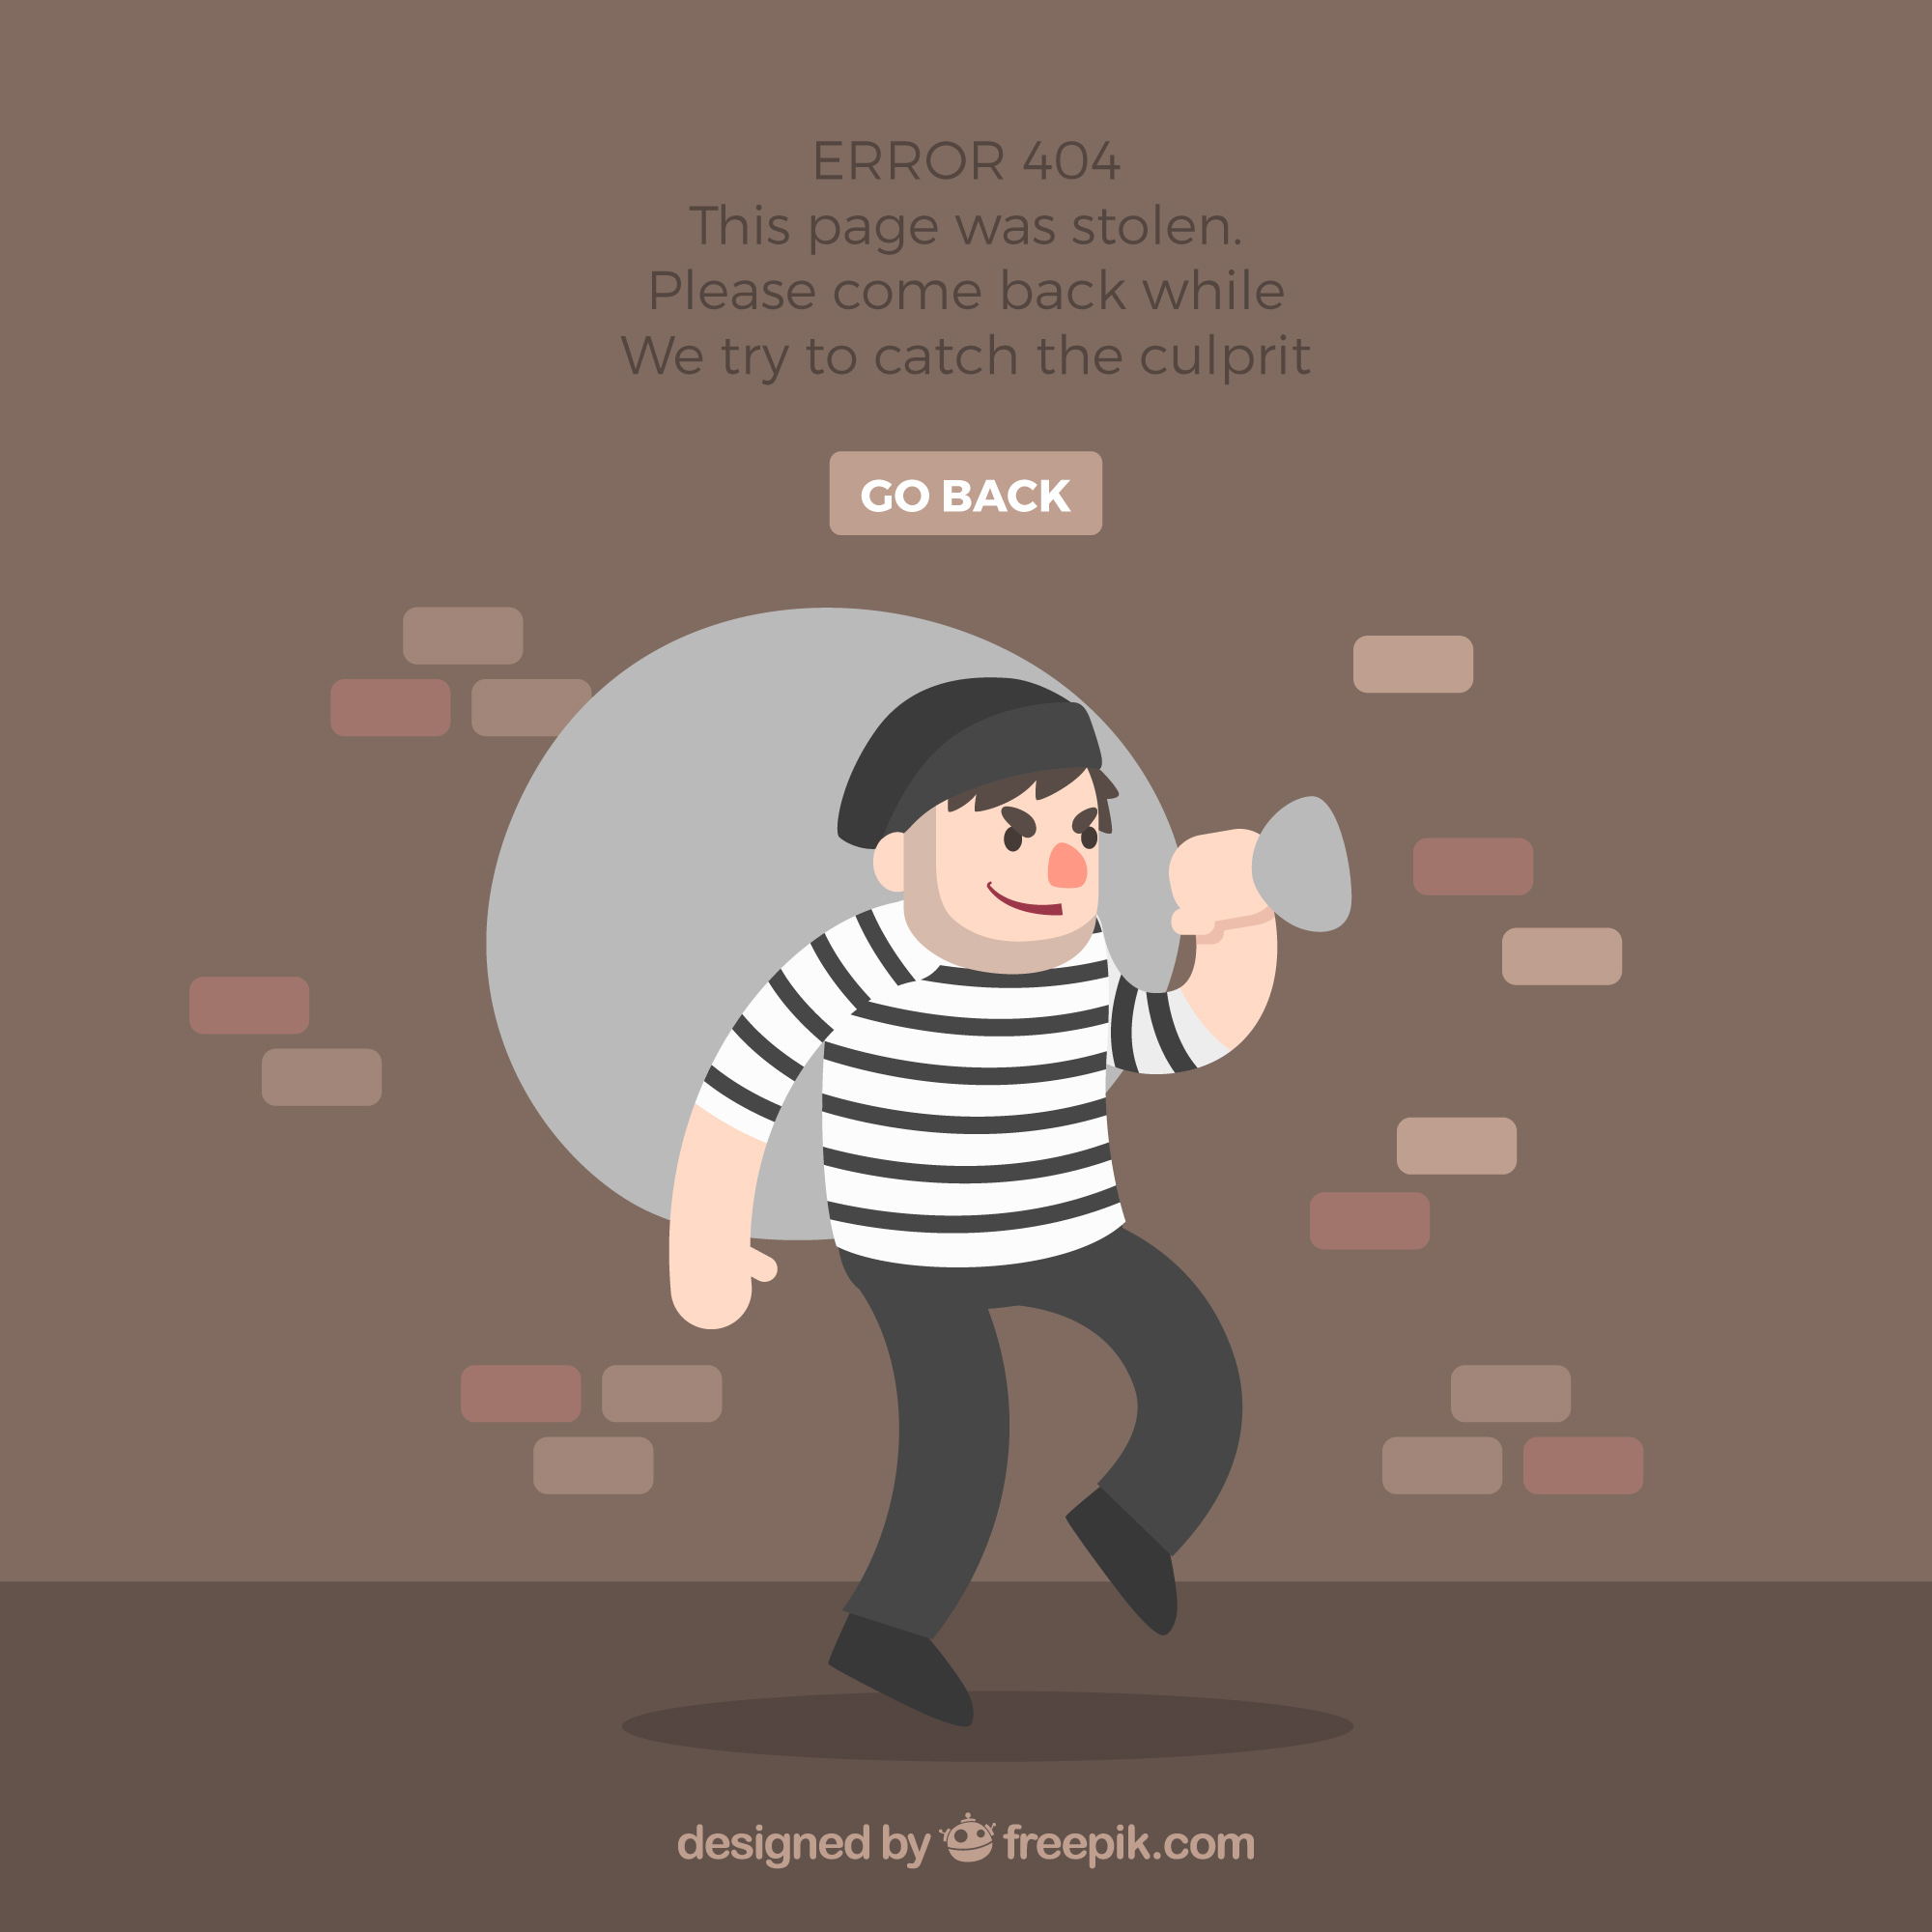 ERROR 404
This page was stolen.
Please come back while
We try to catch the culprit
GO BACK
designed by freepik.com